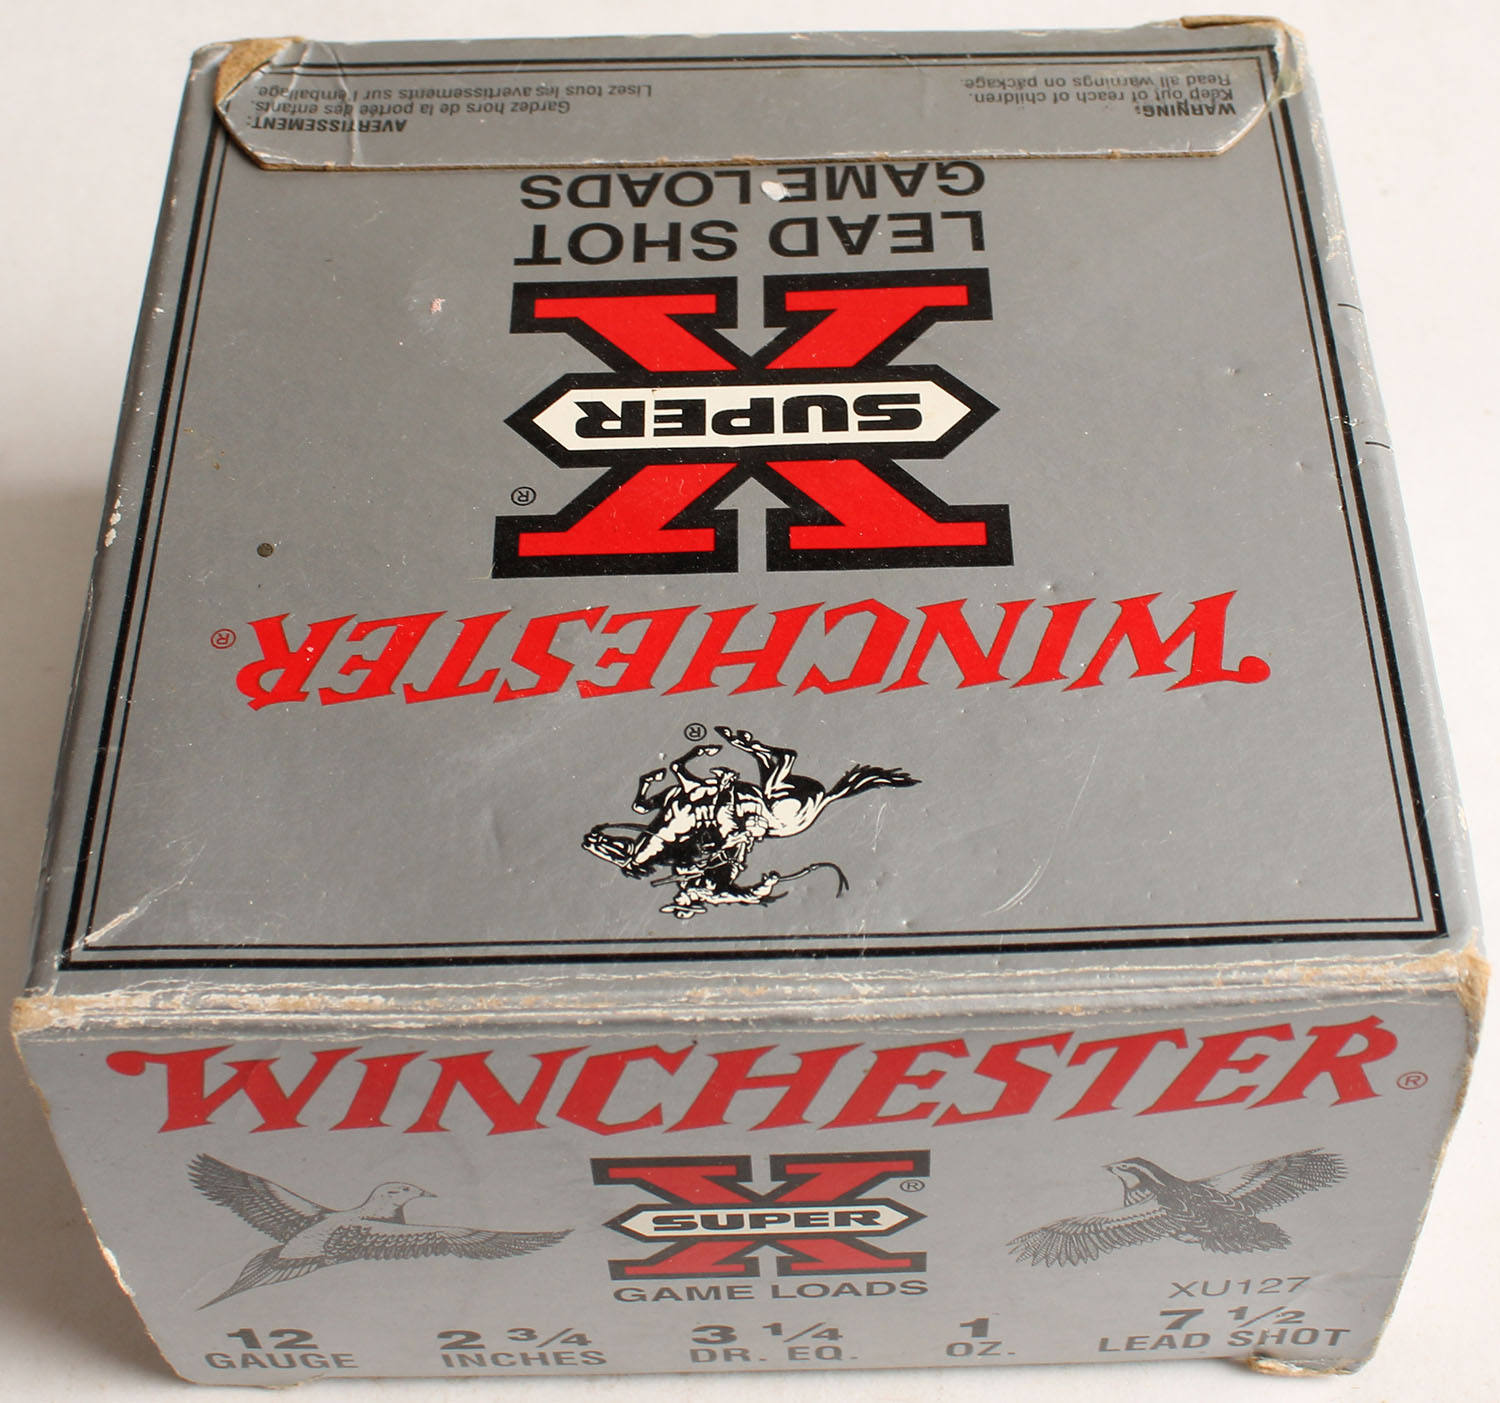 WINCHESTER®
SUPER X ®
LEAD SHOT
GAME LOADS
WARNING:
Keep out of reach of children.
Read all warnings on package.
AVERTISSEMENT:
Gardez hors de la portée des enfants.
Lisez tous les avertissements sur l'emballage.
®
WINCHESTER®
SUPER X ®
GAME LOADS
XU127
12 2 3/4 3 1/4 1 7 1/2
GAUGE INCHES DR. EQ. OZ. LEAD SHOT